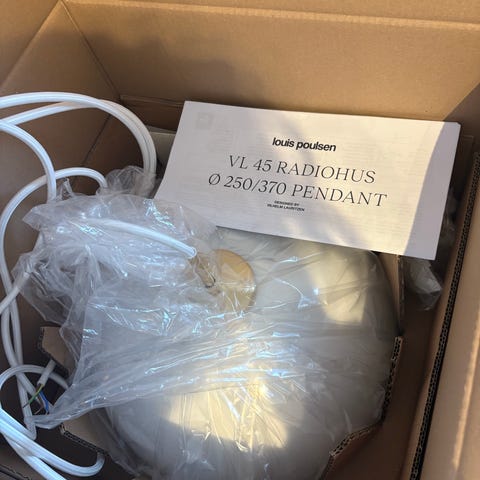 louis poulsen
VL 45 RADIOHUS
Ø 250/370 PENDANT
DESIGNED BY
VILHELM LAURITZEN